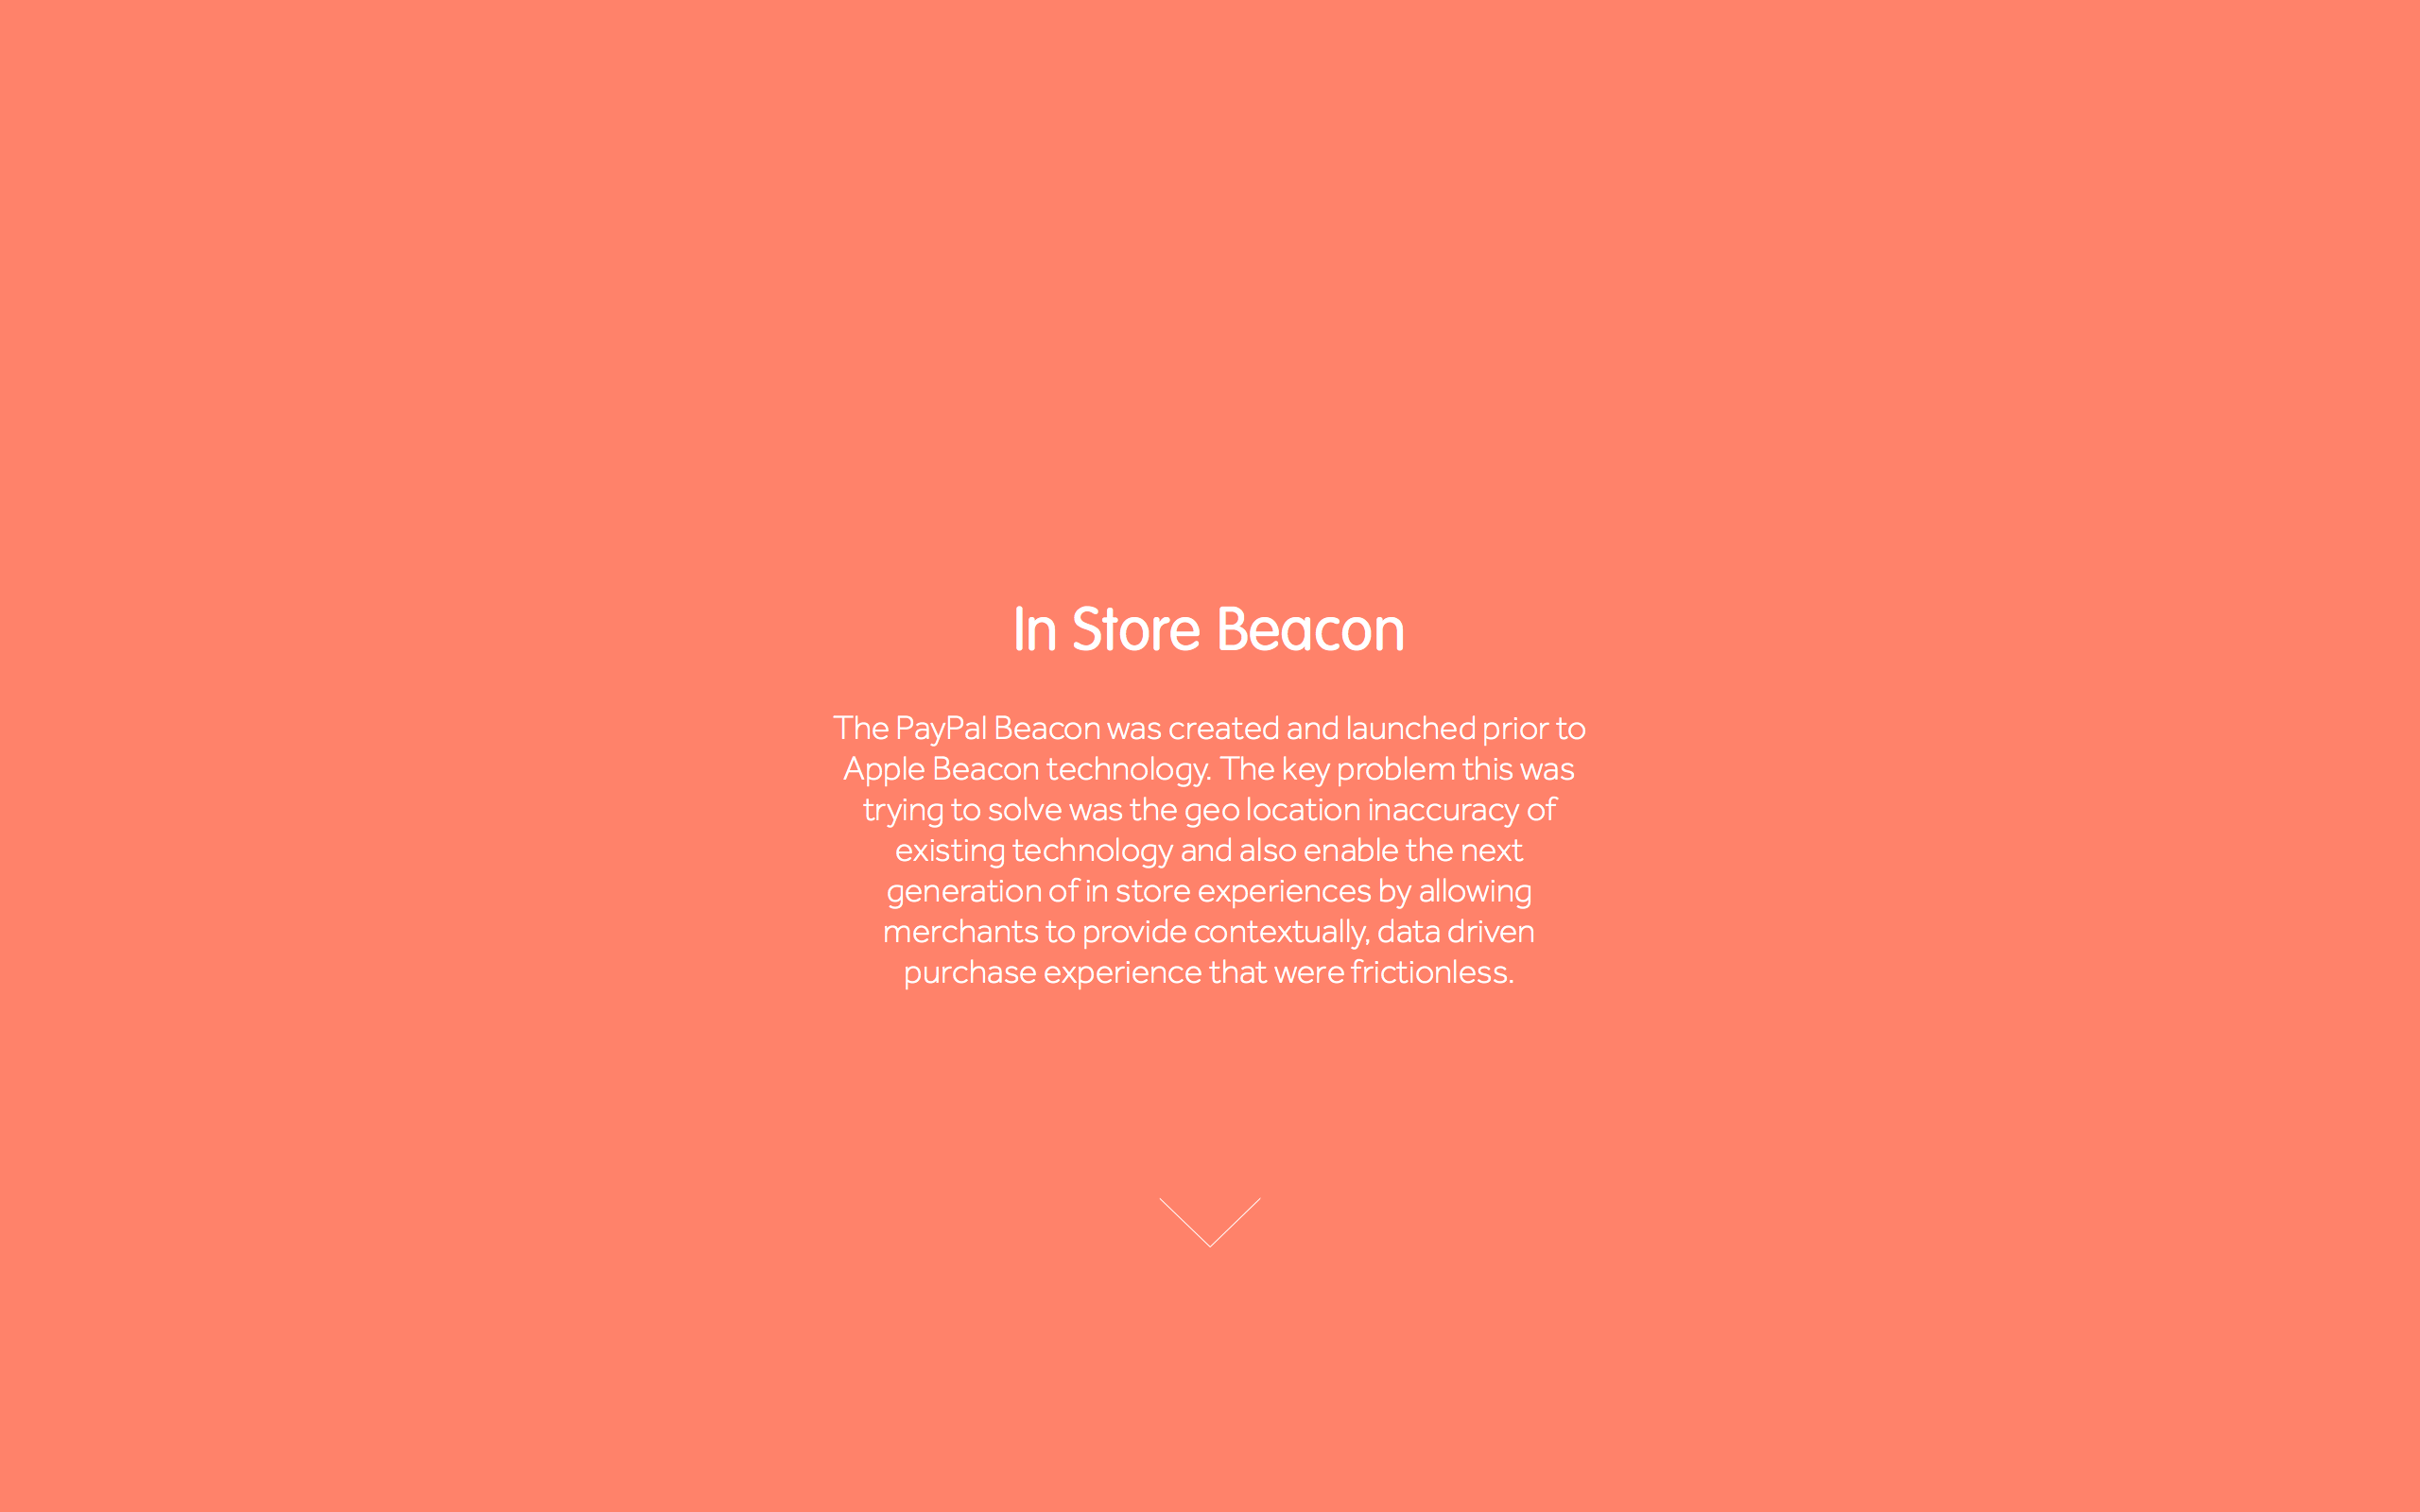 In Store Beacon
The PayPal Beacon was created and launched prior to
Apple Beacon technology. The key problem this was
trying to solve was the geo location inaccuracy of
existing technology and also enable the next
generation of in store experiences by allowing
merchants to provide contextually, data driven
purchase experience that were frictionless.